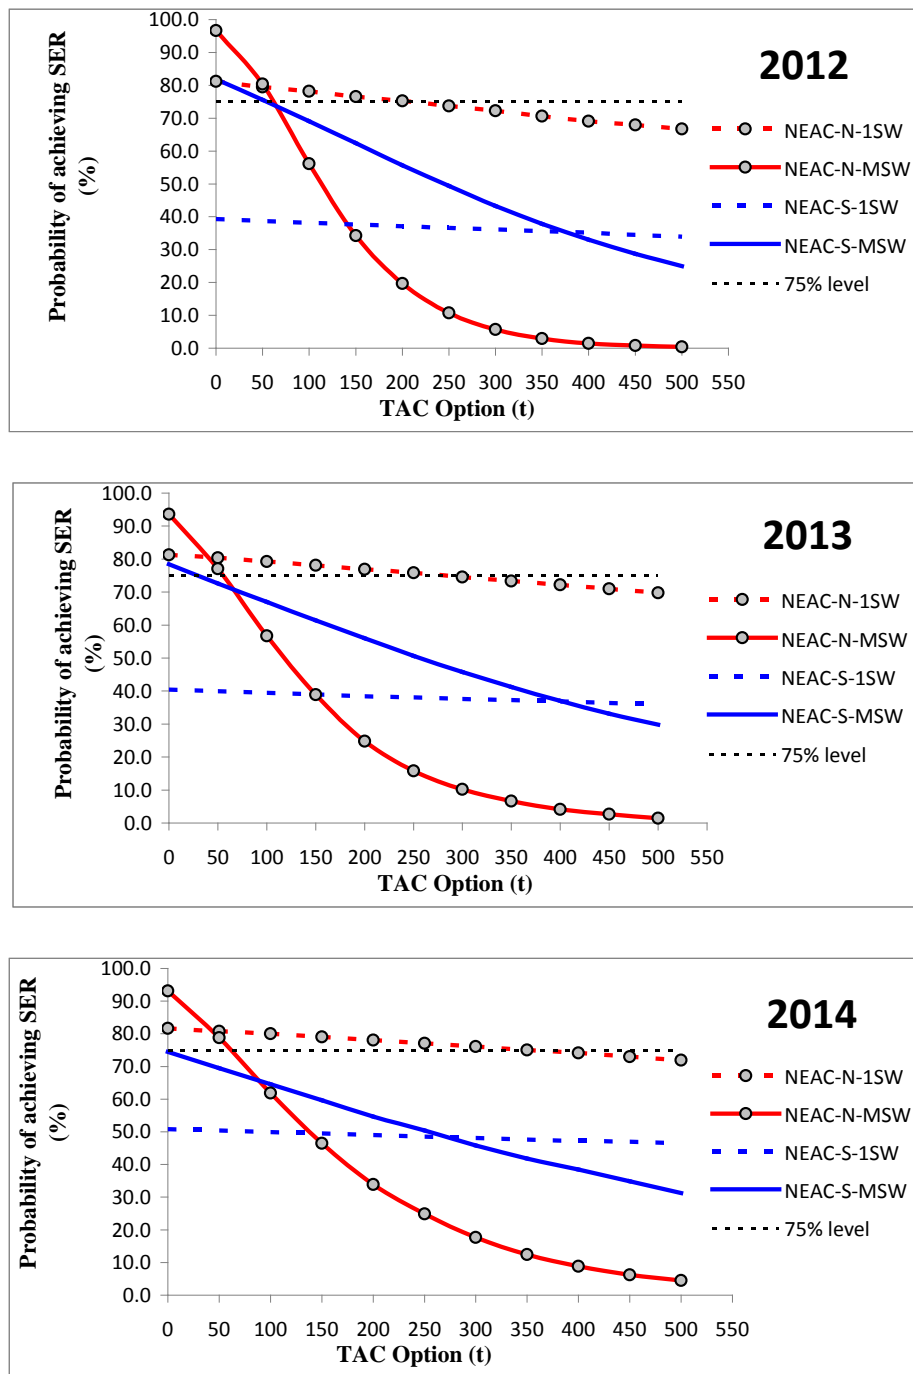 2012
Probability of achieving SER
(%)
100.0
90.0
80.0
70.0
60.0
50.0
40.0
30.0
20.0
10.0
0.0
0 50 100 150 200 250 300 350 400 450 500 550
TAC Option (t)
NEAC-N-1SW
NEAC-N-MSW
NEAC-S-1SW
NEAC-S-MSW
75% level
2013
Probability of achieving SER
(%)
100.0
90.0
80.0
70.0
60.0
50.0
40.0
30.0
20.0
10.0
0.0
0 50 100 150 200 250 300 350 400 450 500 550
TAC Option (t)
NEAC-N-1SW
NEAC-N-MSW
NEAC-S-1SW
NEAC-S-MSW
75% level
2014
Probability of achieving SER
(%)
100.0
90.0
80.0
70.0
60.0
50.0
40.0
30.0
20.0
10.0
0.0
0 50 100 150 200 250 300 350 400 450 500 550
TAC Option (t)
NEAC-N-1SW
NEAC-N-MSW
NEAC-S-1SW
NEAC-S-MSW
75% level